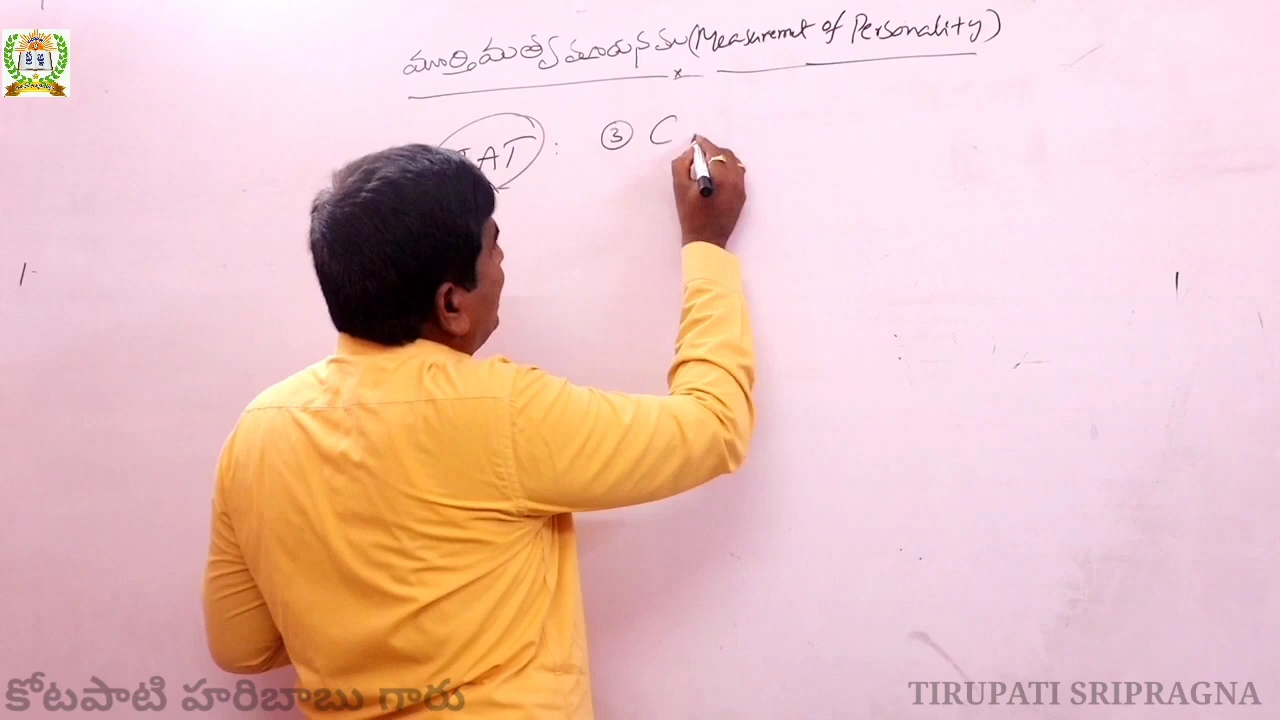 మూర్తిమత్వ మాపనము (Measurement of Personality)
TAT : ③ C
కోటపాటి హరిబాబు గారు
TIRUPATI SRIPRAGNA